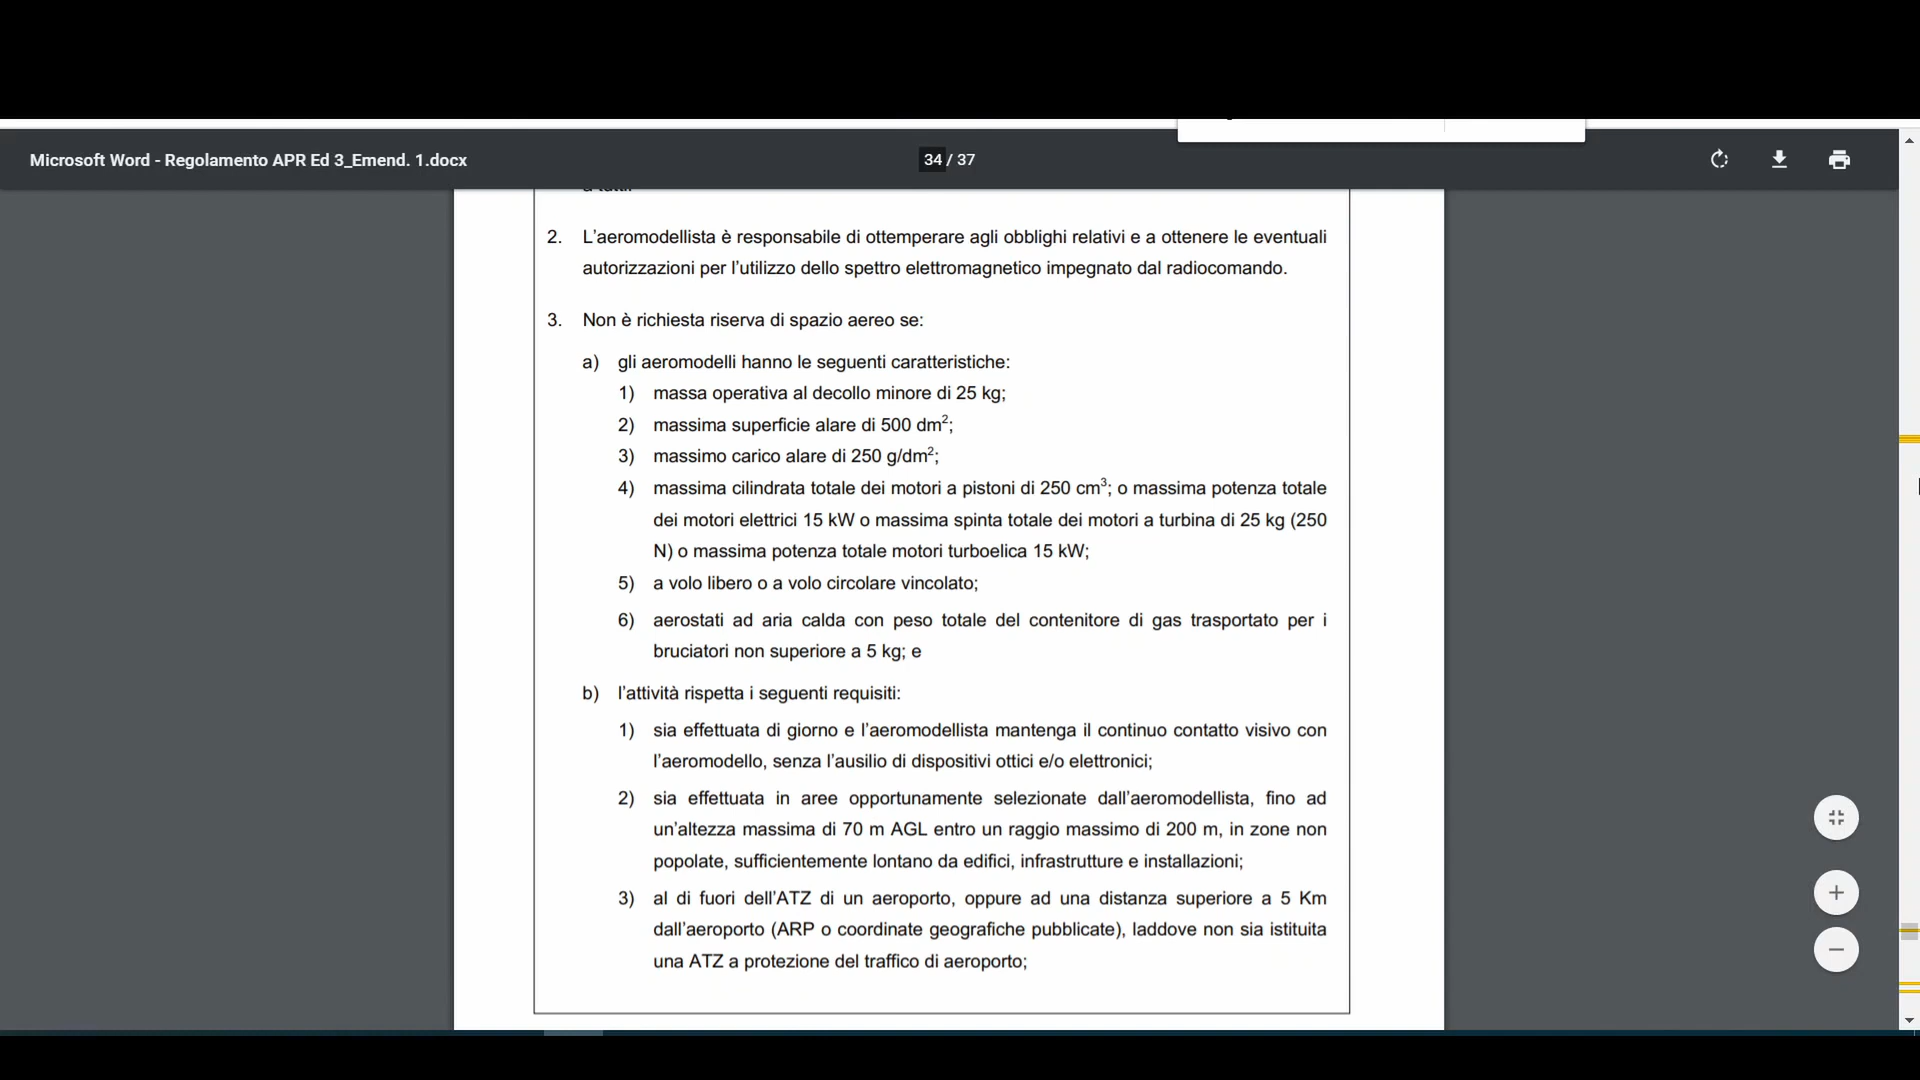 Microsoft Word - Regolamento APR Ed 3_Emend. 1.docx
34 / 37
2. L'aeromodellista è responsabile di ottemperare agli obblighi relativi e a ottenere le eventuali
autorizzazioni per l'utilizzo dello spettro elettromagnetico impegnato dal radiocomando.
3. Non è richiesta riserva di spazio aereo se:
a) gli aeromodelli hanno le seguenti caratteristiche:
1) massa operativa al decollo minore di 25 kg;
2) massima superficie alare di 500 dm²;
3) massimo carico alare di 250 g/dm²;
4) massima cilindrata totale dei motori a pistoni di 250 cm³; o massima potenza totale
dei motori elettrici 15 kW o massima spinta totale dei motori a turbina di 25 kg (250
N) o massima potenza totale motori turboelica 15 kW;
5) a volo libero o a volo circolare vincolato;
6) aerostati ad aria calda con peso totale del contenitore di gas trasportato per i
bruciatori non superiore a 5 kg; e
b) l'attività rispetta i seguenti requisiti:
1) sia effettuata di giorno e l'aeromodellista mantenga il continuo contatto visivo con
l'aeromodello, senza l'ausilio di dispositivi ottici e/o elettronici;
2) sia effettuata in aree opportunamente selezionate dall'aeromodellista, fino ad
un'altezza massima di 70 m AGL entro un raggio massimo di 200 m, in zone non
popolate, sufficientemente lontano da edifici, infrastrutture e installazioni;
3) al di fuori dell'ATZ di un aeroporto, oppure ad una distanza superiore a 5 Km
dall'aeroporto (ARP o coordinate geografiche pubblicate), laddove non sia istituita
una ATZ a protezione del traffico di aeroporto;